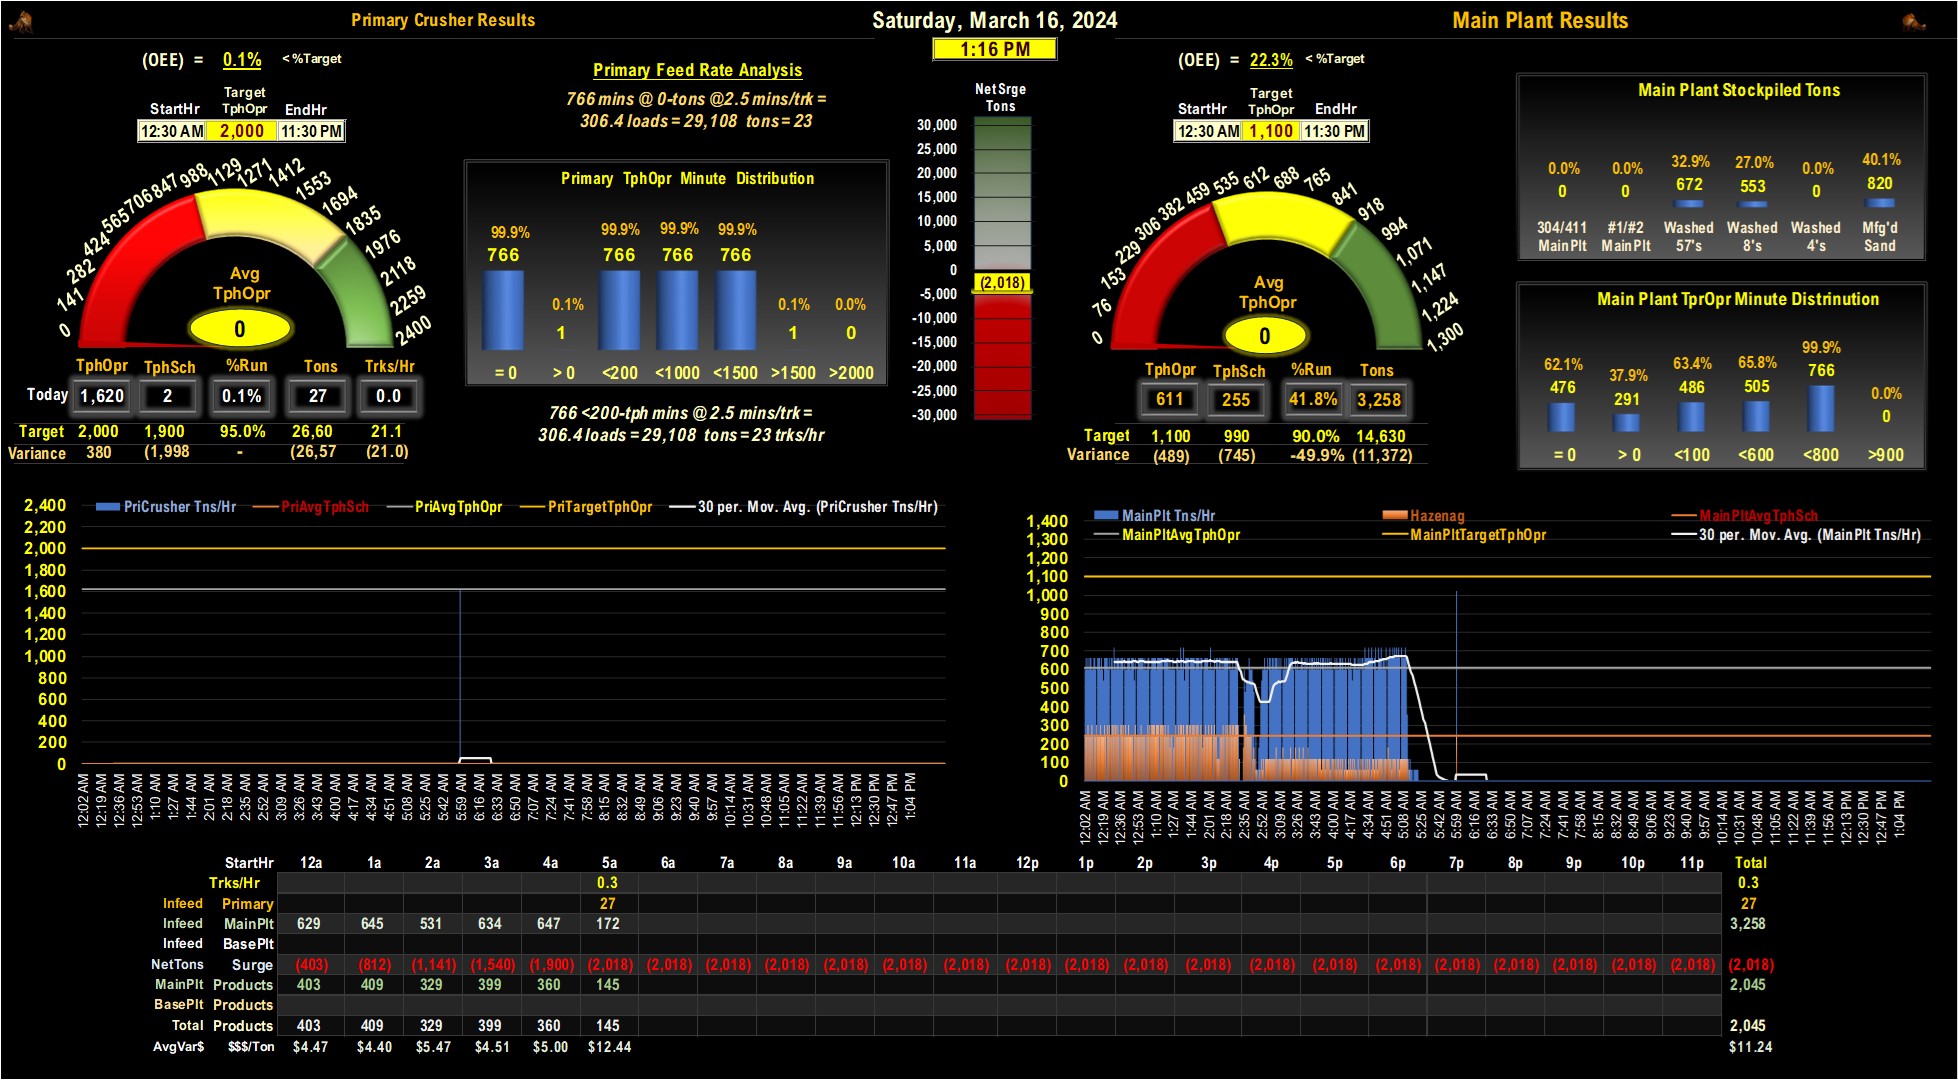 Primary Crusher Results
Saturday, March 16, 2024
Main Plant Results
1:16 PM
(OEE) = 0.1% < %Target
Target
StartHr TphOpr EndHr
12:30 AM 2,000 11:30 PM
0 141 282 424 565 706 847 988 1129 1271 1412 1553 1694 1835 1976 2118 2259 2400
Avg
TphOpr
0
TphOpr TphSch %Run Tons Trks/Hr
Today 1,620 2 0.1% 27 0.0
Target 2,000 1,900 95.0% 26,60 21.1
Variance 380 (1,998 - (26,57 (21.0)
Primary Feed Rate Analysis
766 mins @ 0-tons @2.5 mins/trk =
306.4 loads = 29,108 tons = 23
Primary TphOpr Minute Distribution
99.9% 0.1% 99.9% 99.9% 99.9% 0.1% 0.0%
766 1 766 766 766 1 0
= 0 > 0 <200 <1000 <1500 >1500 >2000
766 <200-tph mins @ 2.5 mins/trk =
306.4 loads = 29,108 tons = 23 trks/hr
NetSrge
Tons
30,000
25,000
20,000
15,000
10,000
5,000
0
(2,018)
-5,000
-10,000
-15,000
-20,000
-25,000
-30,000
(OEE) = 22.3% < %Target
Target
StartHr TphOpr EndHr
12:30 AM 1,100 11:30 PM
0 76 153 229 306 382 459 535 612 688 765 841 918 994 1,071 1,147 1,224 1,300
Avg
TphOpr
0
TphOpr TphSch %Run Tons
611 255 41.8% 3,258
Target 1,100 990 90.0% 14,630
Variance (489) (745) -49.9% (11,372)
Main Plant Stockpiled Tons
0.0% 0.0% 32.9% 27.0% 0.0% 40.1%
0 0 672 553 0 820
304/411 #1/#2 Washed Washed Washed Mfg'd
MainPlt MainPlt 57's 8's 4's Sand
Main Plant TprOpr Minute Distrinution
62.1% 37.9% 63.4% 65.8% 99.9% 0.0%
476 291 486 505 766 0
= 0 > 0 <100 <600 <800 >900
PriCrusher Tns/Hr PriAvgTphSch PriAvgTphOpr PriTargetTphOpr 30 per. Mov. Avg. (PriCrusher Tns/Hr)
2,400
2,200
2,000
1,800
1,600
1,400
1,200
1,000
800
600
400
200
0
12:02 AM 12:19 AM 12:36 AM 12:53 AM 1:10 AM 1:27 AM 1:44 AM 2:01 AM 2:18 AM 2:35 AM 2:52 AM 3:09 AM 3:26 AM 3:43 AM 4:00 AM 4:17 AM 4:34 AM 4:51 AM 5:08 AM 5:25 AM 5:42 AM 5:59 AM 6:16 AM 6:33 AM 6:50 AM 7:07 AM 7:24 AM 7:41 AM 7:58 AM 8:15 AM 8:32 AM 8:49 AM 9:06 AM 9:23 AM 9:40 AM 9:57 AM 10:14 AM 10:31 AM 10:48 AM 11:05 AM 11:22 AM 11:39 AM 11:56 AM 12:13 PM 12:30 PM 12:47 PM 1:04 PM
MainPlt Tns/Hr Hazenag MainPltAvgTphSch
MainPltAvgTphOpr MainPltTargetTphOpr 30 per. Mov. Avg. (MainPlt Tns/Hr)
1,400
1,300
1,200
1,100
1,000
900
800
700
600
500
400
300
200
100
0
12:02 AM 12:19 AM 12:36 AM 12:53 AM 1:10 AM 1:27 AM 1:44 AM 2:01 AM 2:18 AM 2:35 AM 2:52 AM 3:09 AM 3:26 AM 3:43 AM 4:00 AM 4:17 AM 4:34 AM 4:51 AM 5:08 AM 5:25 AM 5:42 AM 5:59 AM 6:16 AM 6:33 AM 6:50 AM 7:07 AM 7:24 AM 7:41 AM 7:58 AM 8:15 AM 8:32 AM 8:49 AM 9:06 AM 9:23 AM 9:40 AM 9:57 AM 10:14 AM 10:31 AM 10:48 AM 11:05 AM 11:22 AM 11:39 AM 11:56 AM 12:13 PM 12:30 PM 12:47 PM 1:04 PM
StartHr 12a 1a 2a 3a 4a 5a 6a 7a 8a 9a 10a 11a 12p 1p 2p 3p 4p 5p 6p 7p 8p 9p 10p 11p Total
Trks/Hr 0.3 0.3
Infeed Primary 27 27
Infeed MainPlt 629 645 531 634 647 172 3,258
Infeed BasePlt
NetTons Surge (403) (812) (1,141) (1,540) (1,900) (2,018) (2,018) (2,018) (2,018) (2,018) (2,018) (2,018) (2,018) (2,018) (2,018) (2,018) (2,018) (2,018) (2,018) (2,018) (2,018) (2,018) (2,018) (2,018) (2,018)
MainPlt Products 403 409 329 399 360 145 2,045
BasePlt Products
Total Products 403 409 329 399 360 145 2,045
AvgVar$ $$$/Ton $4.47 $4.40 $5.47 $4.51 $5.00 $12.44 $11.24